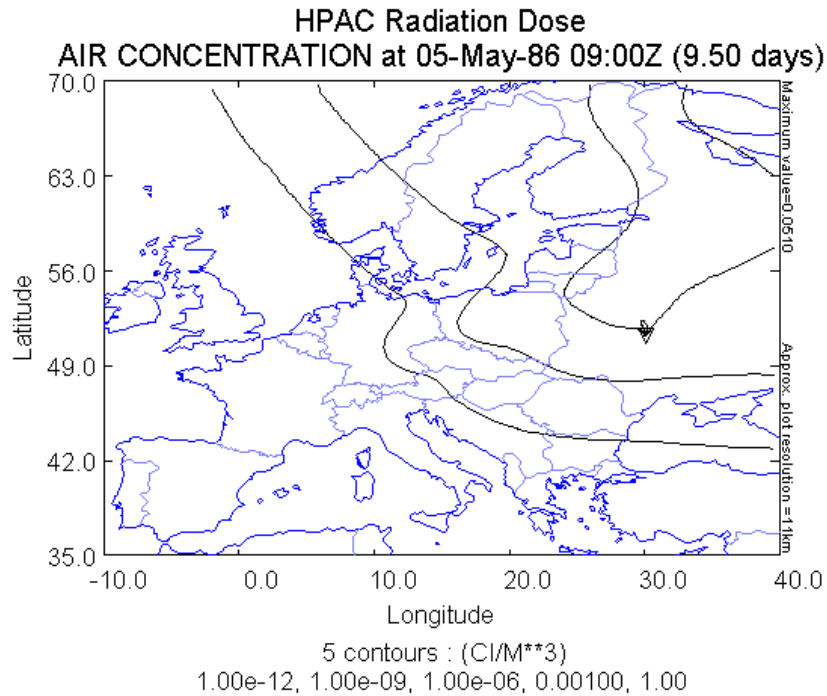 HPAC Radiation Dose
AIR CONCENTRATION at 05-May-86 09:00Z (9.50 days)
70.0
63.0
56.0
49.0
42.0
35.0
Latitude
-10.0 0.0 10.0 20.0 30.0 40.0
Longitude
Maximum value=0.0510
Approx. plot resolution =11km
5 contours : (CI/M**3)
1.00e-12, 1.00e-09, 1.00e-06, 0.00100, 1.00